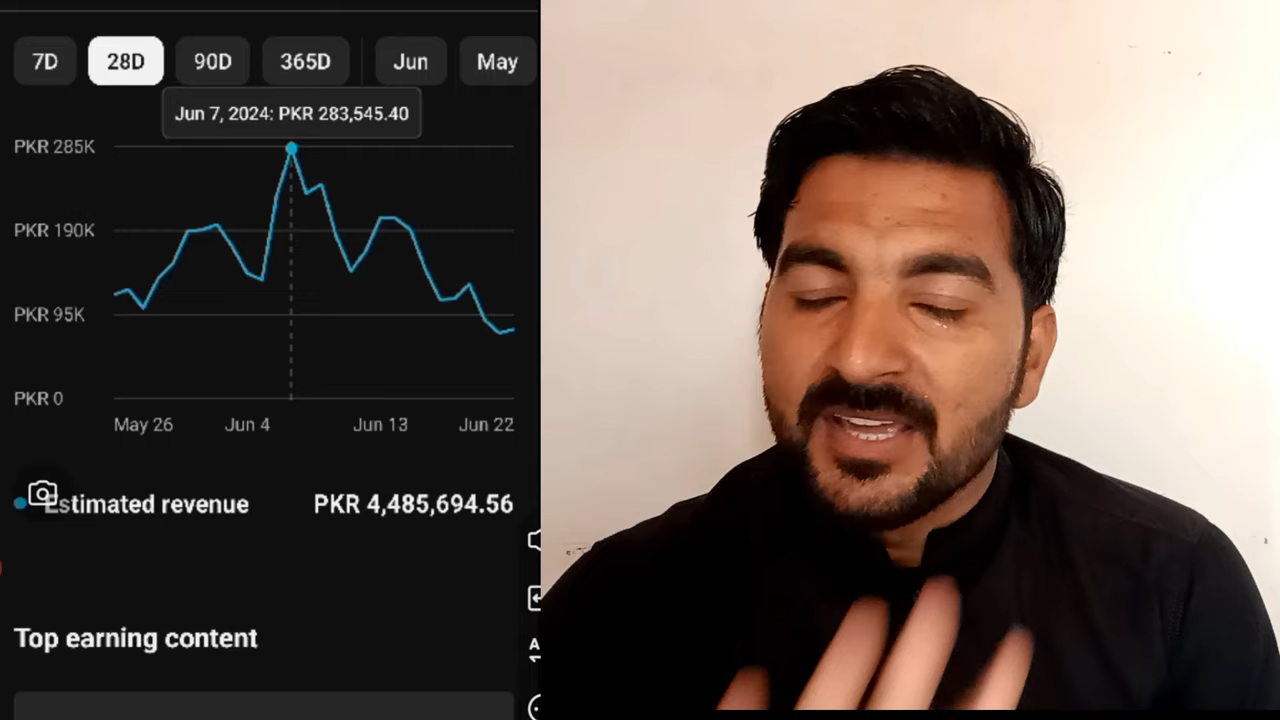 7D 28D 90D 365D Jun May
Jun 7, 2024: PKR 283,545.40
PKR 285K
PKR 190K
PKR 95K
PKR 0
May 26 Jun 4 Jun 13 Jun 22
Estimated revenue PKR 4,485,694.56
Top earning content